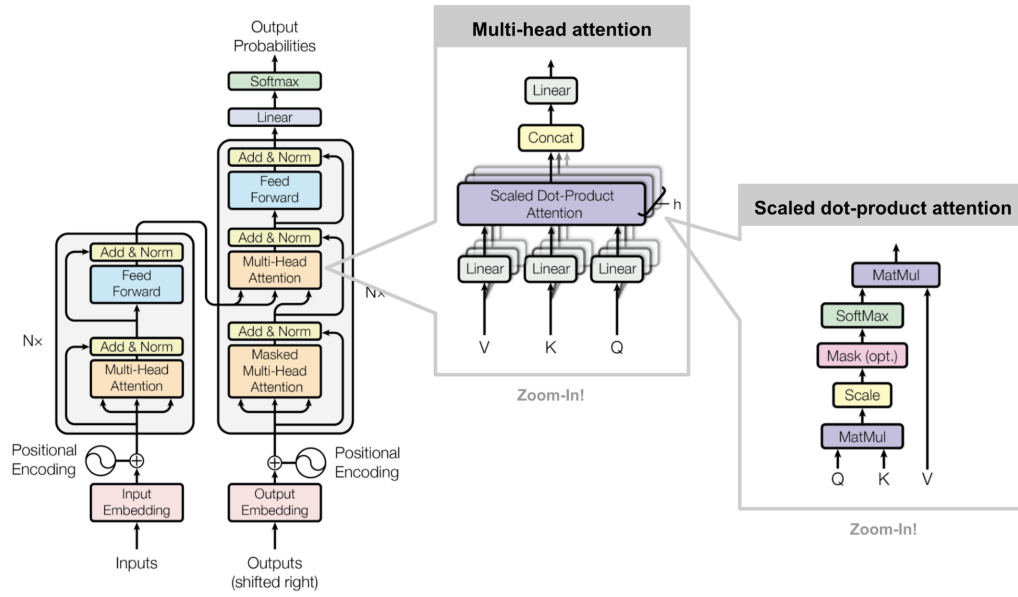 Output
Probabilities
Softmax
Linear
Add & Norm
Feed
Forward
Add & Norm
Multi-Head
Attention
Add & Norm
Masked
Multi-Head
Attention
N×
Positional
Encoding
Output
Embedding
Outputs
(shifted right)
Add & Norm
Feed
Forward
Add & Norm
Multi-Head
Attention
N×
Positional
Encoding
Input
Embedding
Inputs
Multi-head attention
Linear
Concat
Scaled Dot-Product
Attention
h
Linear
Linear
Linear
V
K
Q
Zoom-In!
Scaled dot-product attention
MatMul
SoftMax
Mask (opt.)
Scale
MatMul
Q
K
V
Zoom-In!